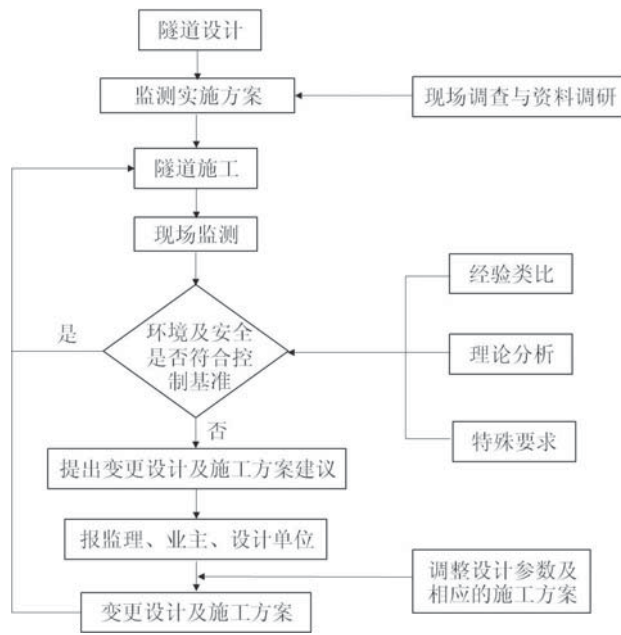 隧道设计
监测实施方案
现场调查与资料调研
隧道施工
现场监测
经验类比
是
环境及安全
是否符合控
制基准
理论分析
否
特殊要求
提出变更设计及施工方案建议
报监理、业主、设计单位
调整设计参数及
相应的施工方案
变更设计及施工方案